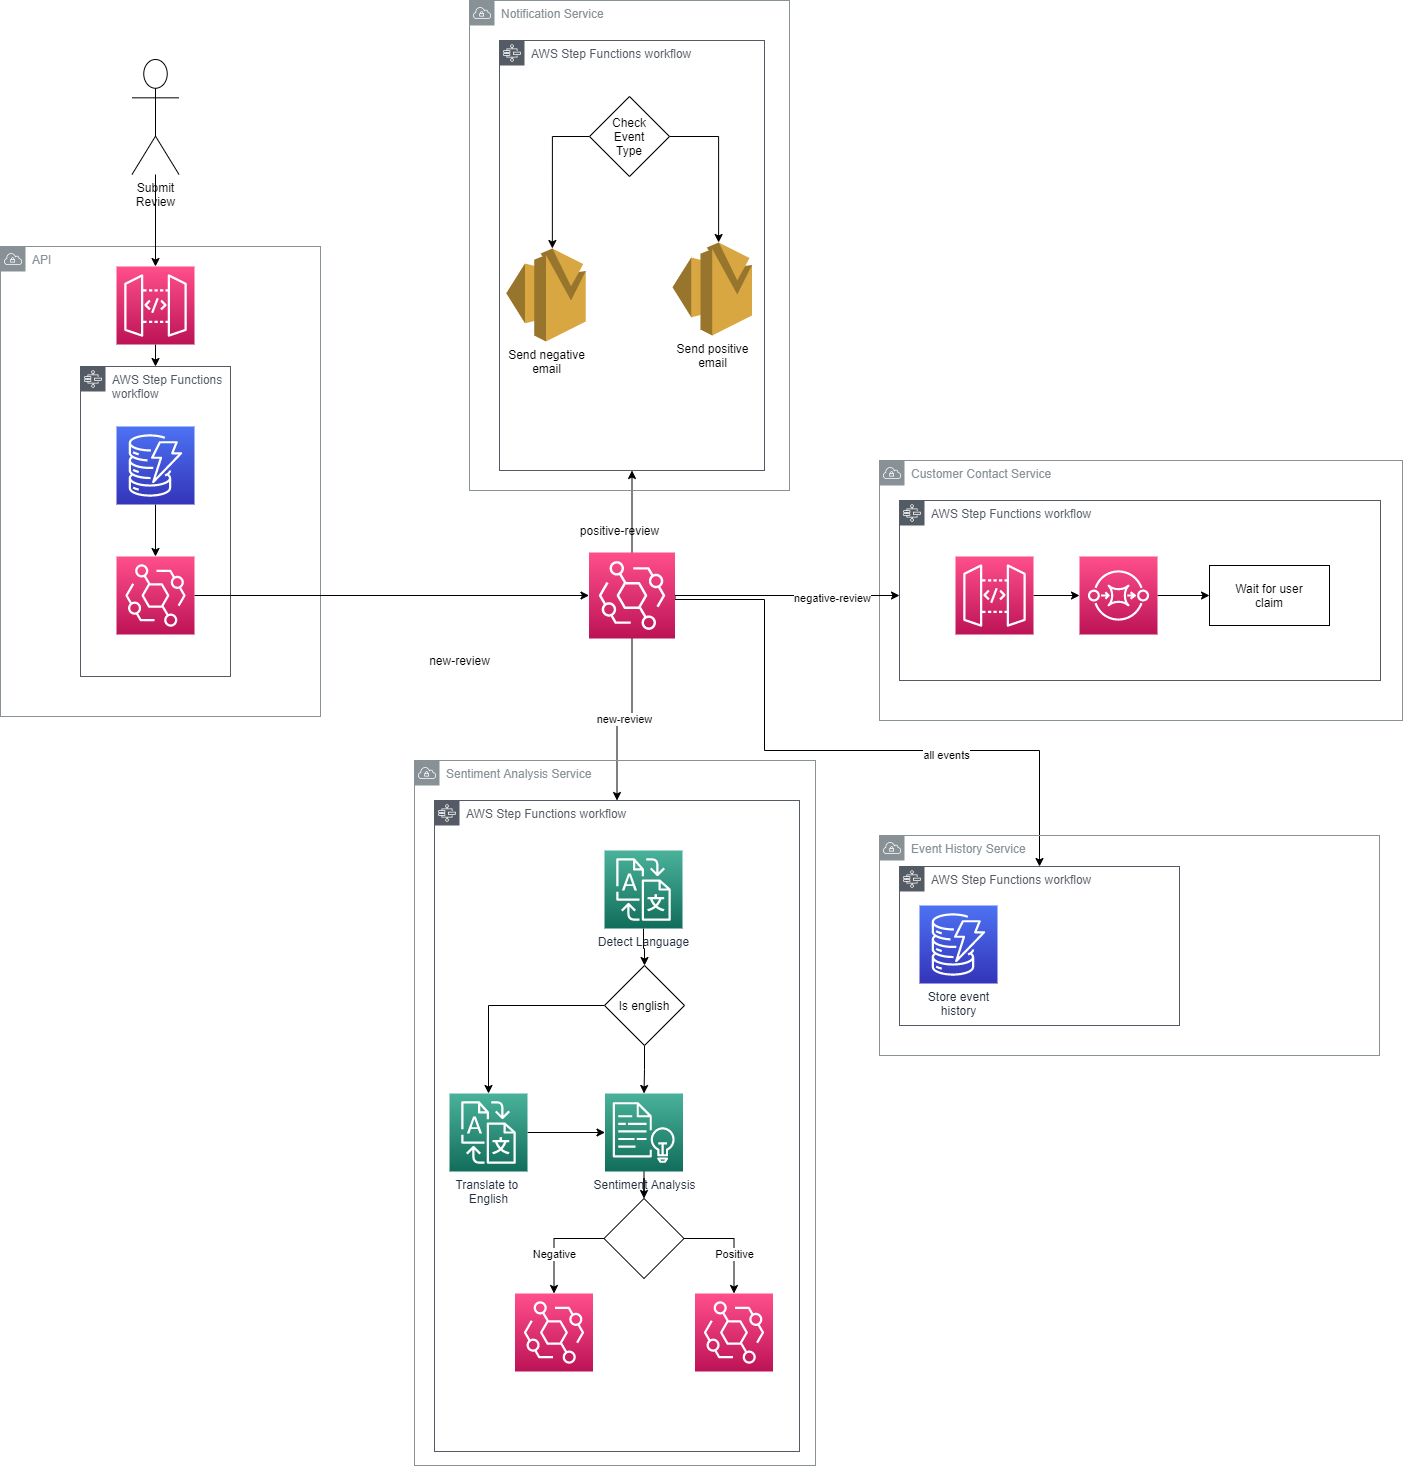 Notification Service
AWS Step Functions workflow
Check
Event
Type
Send negative
email
Send positive
email
Submit
Review
API
AWS Step Functions
workflow
positive-review
new-review
negative-review
Customer Contact Service
AWS Step Functions workflow
</>
</>
Wait for user
claim
new-review
all events
Sentiment Analysis Service
AWS Step Functions workflow
A
文
Detect Language
Is english
A
文
Translate to
English
Sentiment Analysis
Negative
Positive
Event History Service
AWS Step Functions workflow
Store event
history